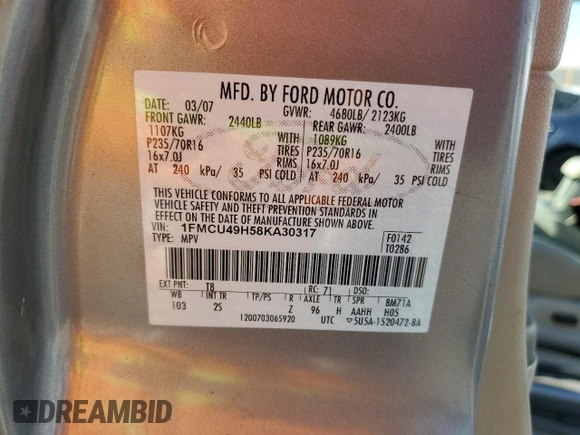 MFD. BY FORD MOTOR CO.
DATE: 03/07 GVWR: 4680LB/ 2123KG
FRONT GAWR: 2440LB REAR GAWR: 2400LB
1107KG WITH 1089KG WITH
P235/70R16 TIRES P235/70R16 TIRES
16x7.0J RIMS 16x7.0J RIMS
AT 240 kPa/ 35 PSI COLD AT 240 kPa/ 35 PSI COLD
THIS VEHICLE CONFORMS TO ALL APPLICABLE FEDERAL MOTOR
VEHICLE SAFETY AND THEFT PREVENTION STANDARDS IN
EFFECT ON THE DATE OF MANUFACTURE SHOWN ABOVE.
VIN: 1FMCU49H58KA30317 F0142
TYPE: MPV T0286
EXT PNT: T8 RC: 71 DSO:
WB INT TR TP/PS R AXLE TR SPR BM71A
103 2S Z 96 H AAHH H05
1200703065920 UTC ▽5U5A-1520472-BA
Ford
DREAMBID